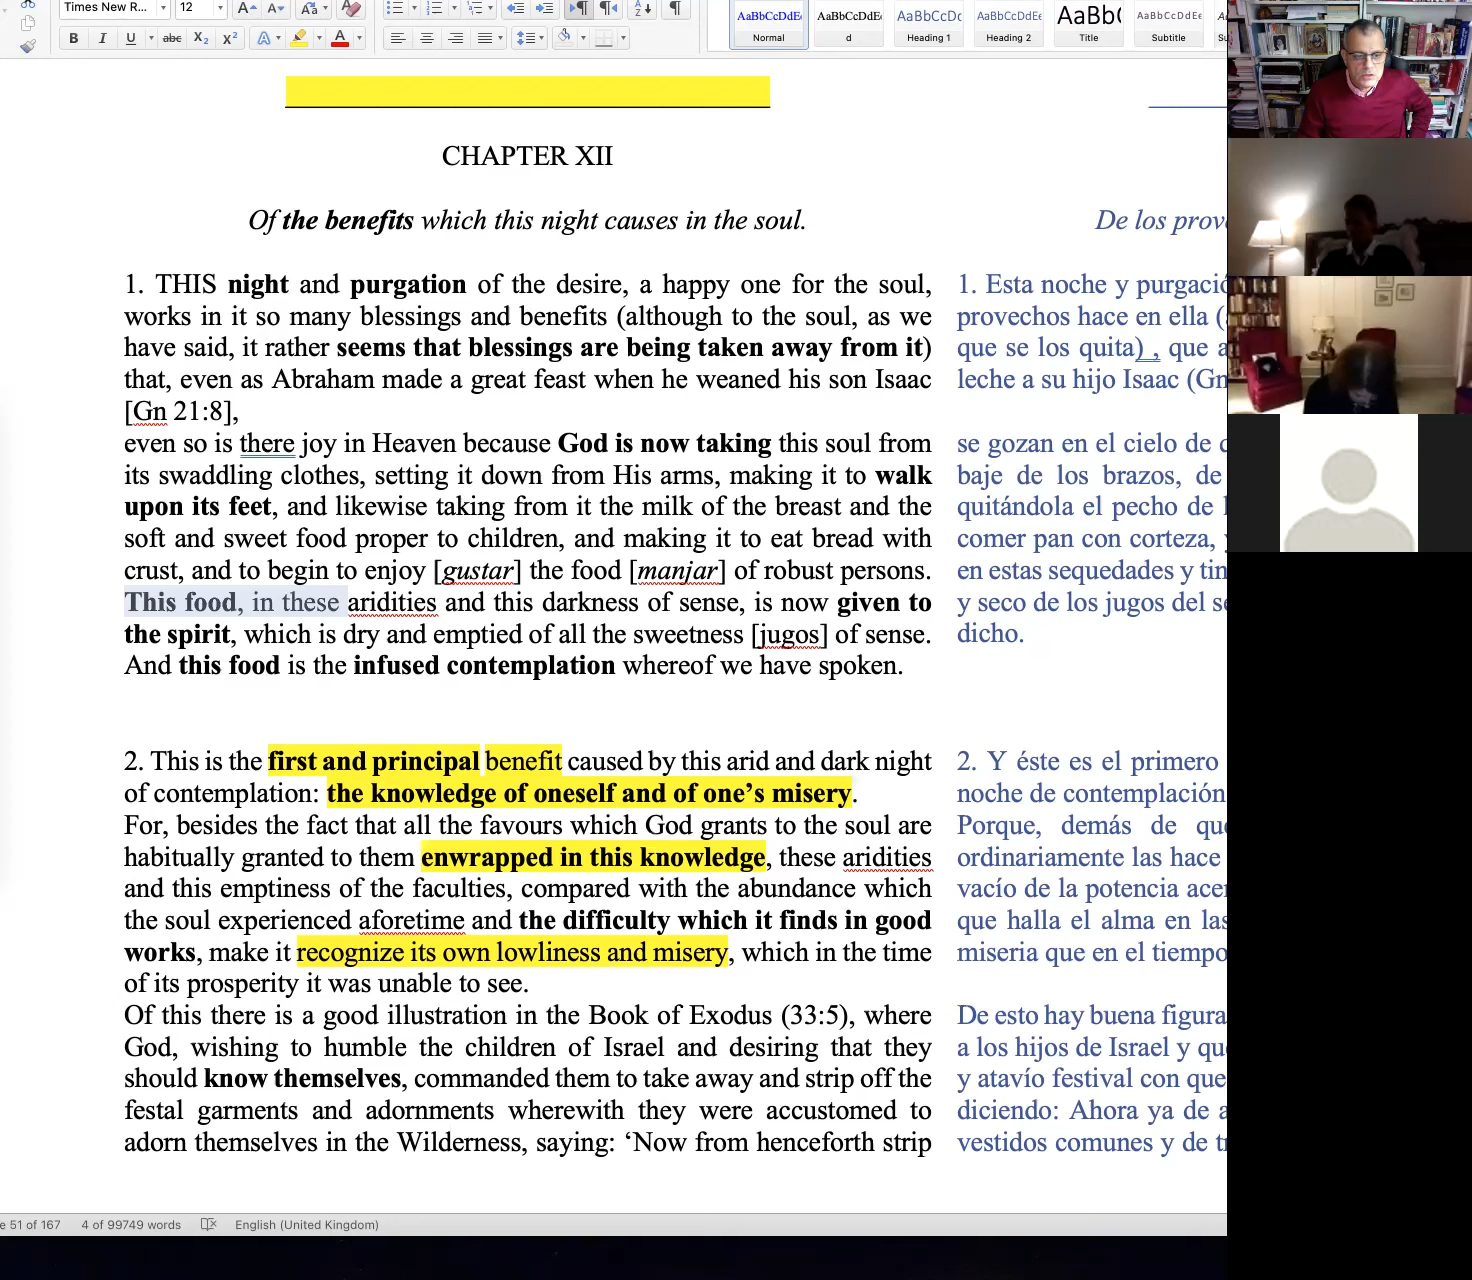 Times New R...
12
A A Aa A
B I U abc X2 X2 A A
AaBbCcDdE
AaBbCcDdE
AaBbCcDc
AaBbCcDdEe
AaBb(
AaBbCcDdEe
Normal
d
Heading 1
Heading 2
Title
Subtitle
CHAPTER XII
Of the benefits which this night causes in the soul.
1. THIS night and purgation of the desire, a happy one for the soul,
works in it so many blessings and benefits (although to the soul, as we
have said, it rather seems that blessings are being taken away from it)
that, even as Abraham made a great feast when he weaned his son Isaac
[Gn 21:8],
even so is there joy in Heaven because God is now taking this soul from
its swaddling clothes, setting it down from His arms, making it to walk
upon its feet, and likewise taking from it the milk of the breast and the
soft and sweet food proper to children, and making it to eat bread with
crust, and to begin to enjoy [gustar] the food [manjar] of robust persons.
This food, in these aridities and this darkness of sense, is now given to
the spirit, which is dry and emptied of all the sweetness [jugos] of sense.
And this food is the infused contemplation whereof we have spoken.
2. This is the first and principal benefit caused by this arid and dark night
of contemplation: the knowledge of oneself and of one’s misery.
For, besides the fact that all the favours which God grants to the soul are
habitually granted to them enwrapped in this knowledge, these aridities
and this emptiness of the faculties, compared with the abundance which
the soul experienced aforetime and the difficulty which it finds in good
works, make it recognize its own lowliness and misery, which in the time
of its prosperity it was unable to see.
Of this there is a good illustration in the Book of Exodus (33:5), where
God, wishing to humble the children of Israel and desiring that they
should know themselves, commanded them to take away and strip off the
festal garments and adornments wherewith they were accustomed to
adorn themselves in the Wilderness, saying: ‘Now from henceforth strip
De los prov
1. Esta noche y purgació
provechos hace en ella (
que se los quita) , que a
leche a su hijo Isaac (Gn
se gozan en el cielo de
baje de los brazos, de
quitándola el pecho de
comer pan con corteza,
en estas sequedades y tin
y seco de los jugos del se
dicho.
2. Y éste es el primero
noche de contemplación
Porque, demás de qu
ordinariamente las hace
vacío de la potencia acer
que halla el alma en las
miseria que en el tiempo
De esto hay buena figura
a los hijos de Israel y qu
y atavío festival con que
diciendo: Ahora ya de a
vestidos comunes y de tr
e 51 of 167
4 of 99749 words
English (United Kingdom)